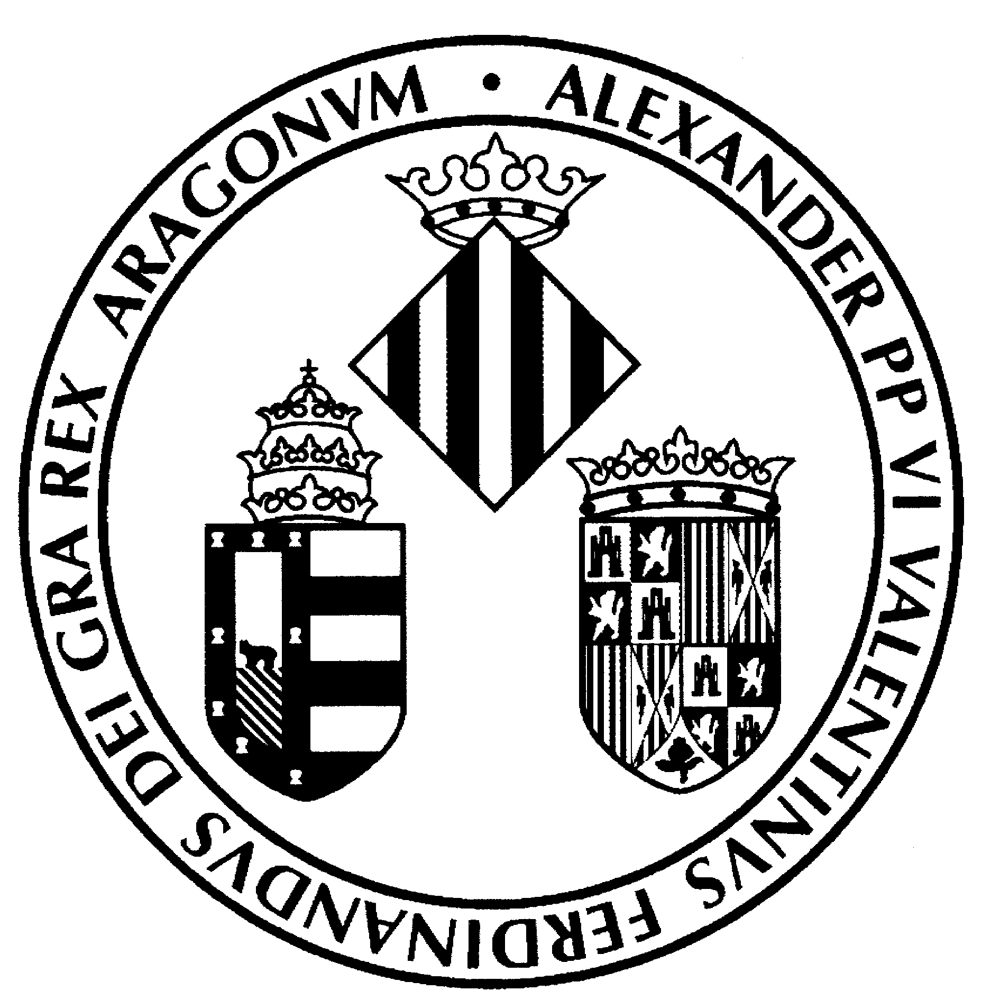 • ALEXANDER PP VI VALENTINVS FERDINANDVS DEI GRA REX ARAGONVM